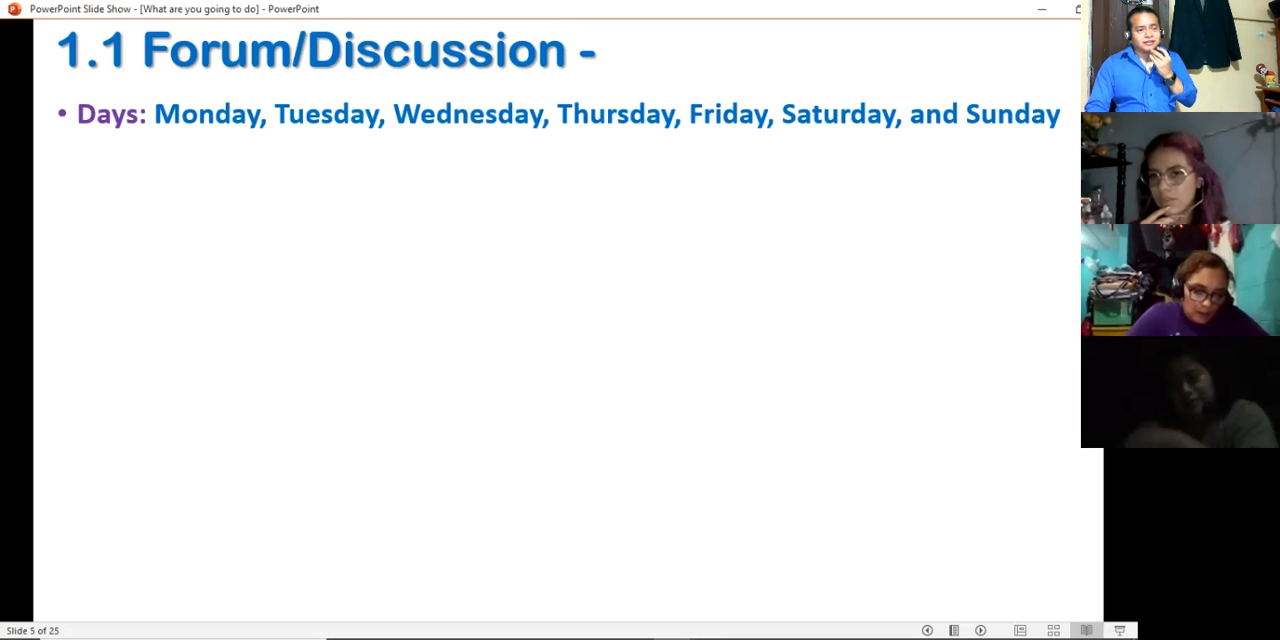 PowerPoint Slide Show - [What are you going to do] - PowerPoint
1.1 Forum/Discussion -
• Days: Monday, Tuesday, Wednesday, Thursday, Friday, Saturday, and Sunday
Slide 5 of 25